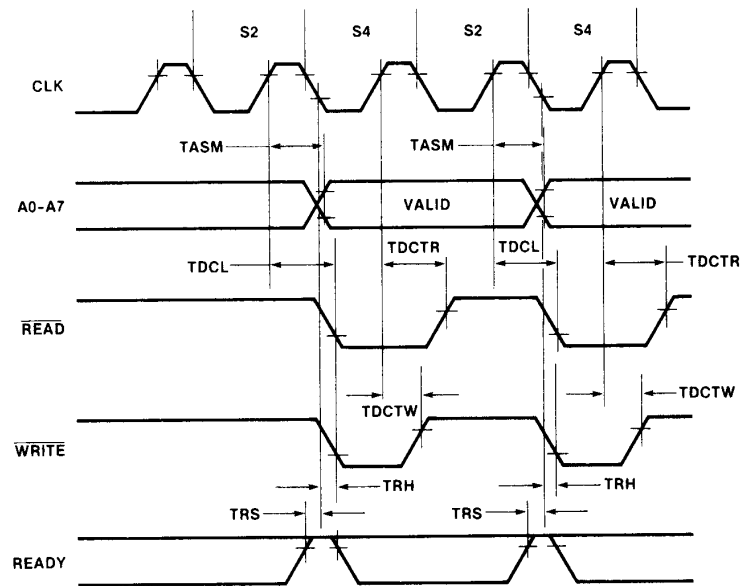 S2 S4 S2 S4
CLK
TASM TASM
A0-A7 VALID VALID
TDCL TDCTR TDCL TDCTR
READ
TDCTW TDCTW
WRITE
TRH TRH
TRS TRS
READY